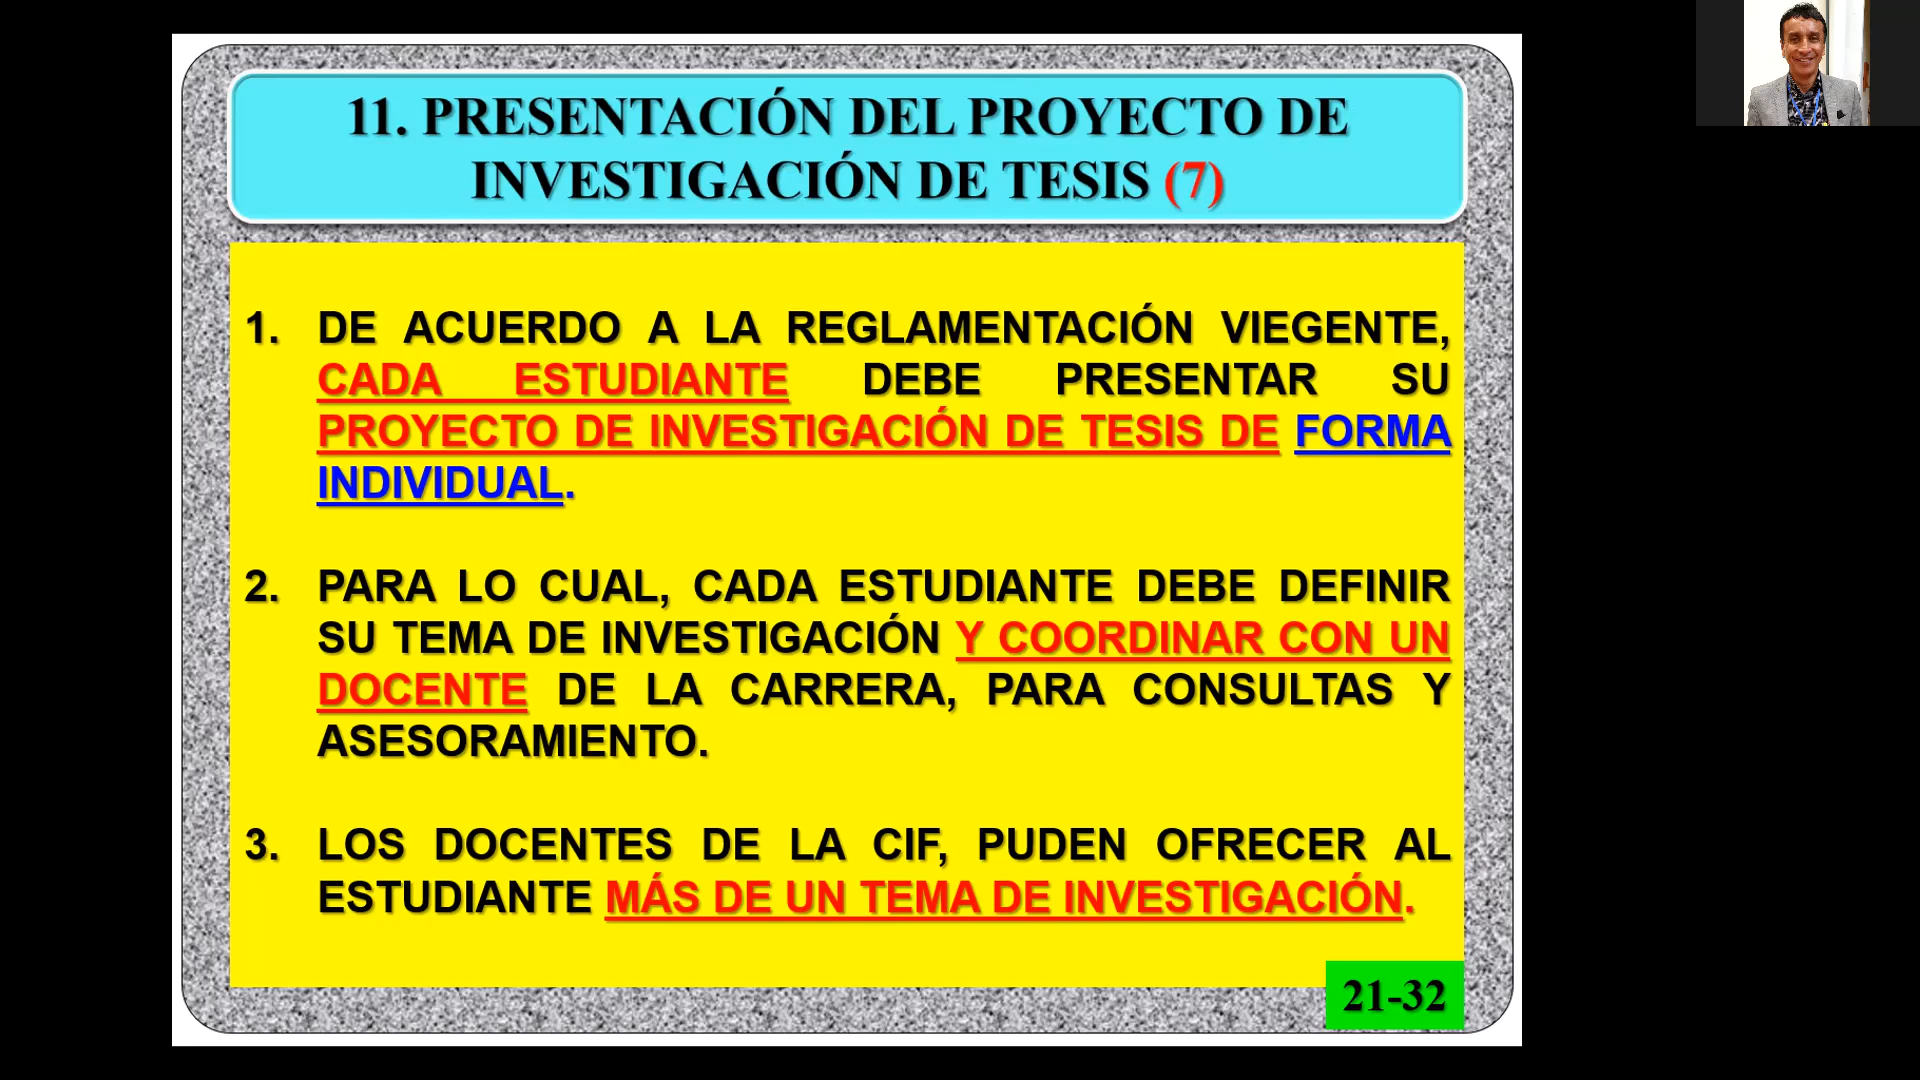 11. PRESENTACIÓN DEL PROYECTO DE
INVESTIGACIÓN DE TESIS (7)
1. DE ACUERDO A LA REGLAMENTACIÓN VIEGENTE,
CADA ESTUDIANTE DEBE PRESENTAR SU
PROYECTO DE INVESTIGACIÓN DE TESIS DE FORMA
INDIVIDUAL.
2. PARA LO CUAL, CADA ESTUDIANTE DEBE DEFINIR
SU TEMA DE INVESTIGACIÓN Y COORDINAR CON UN
DOCENTE DE LA CARRERA, PARA CONSULTAS Y
ASESORAMIENTO.
3. LOS DOCENTES DE LA CIF, PUDEN OFRECER AL
ESTUDIANTE MÁS DE UN TEMA DE INVESTIGACIÓN.
21-32